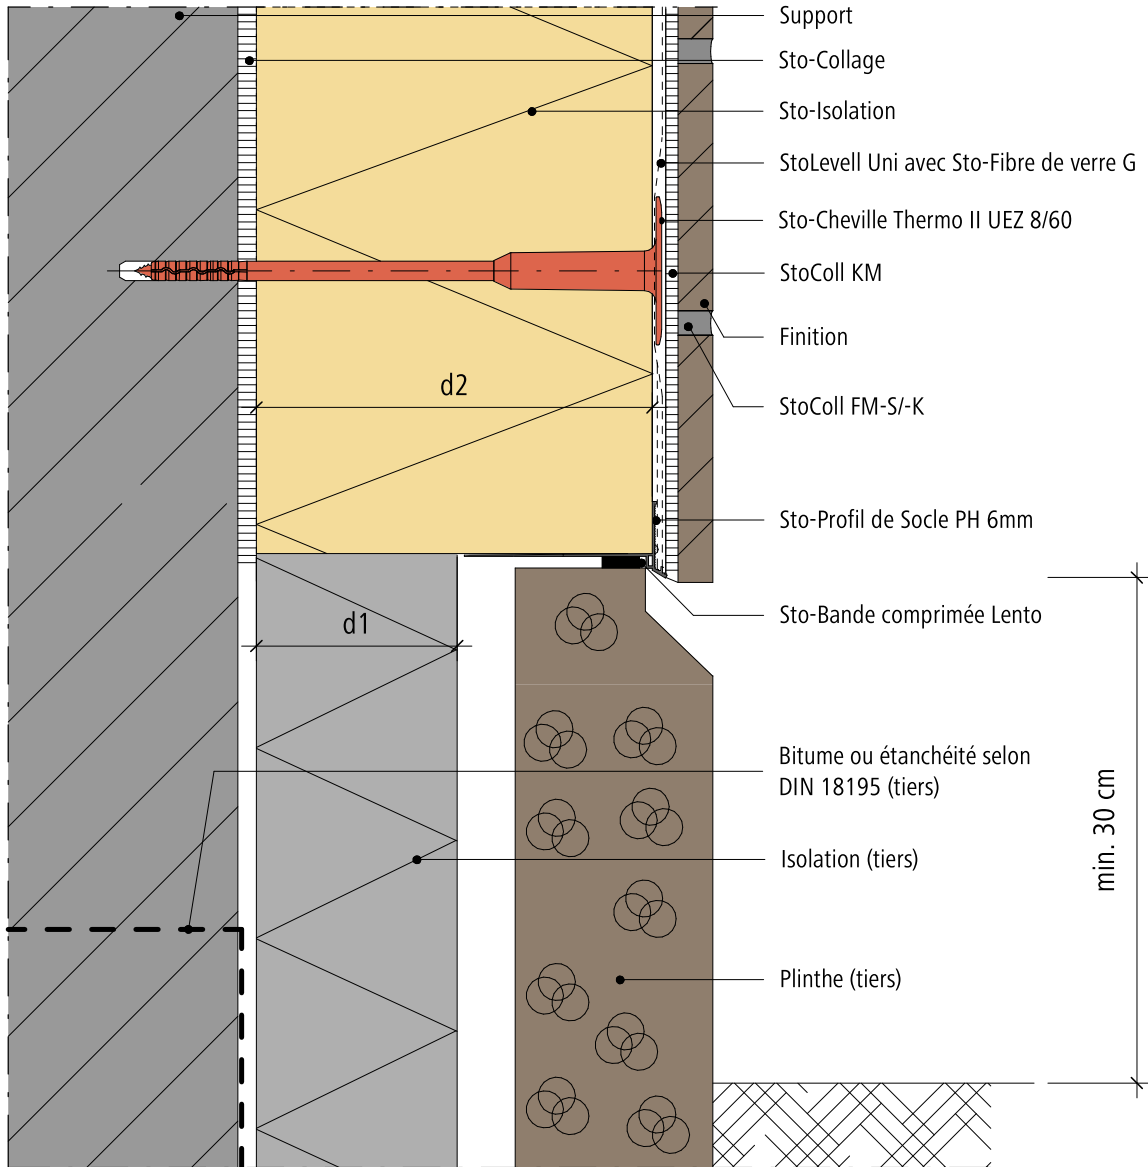 Support
Sto-Collage
Sto-Isolation
StoLevell Uni avec Sto-Fibre de verre G
Sto-Cheville Thermo II UEZ 8/60
StoColl KM
Finition
d2
StoColl FM-S/-K
Sto-Profil de Socle PH 6mm
Sto-Bande comprimée Lento
d1
Bitume ou étanchéité selon
DIN 18195 (tiers)
min. 30 cm
Isolation (tiers)
Plinthe (tiers)